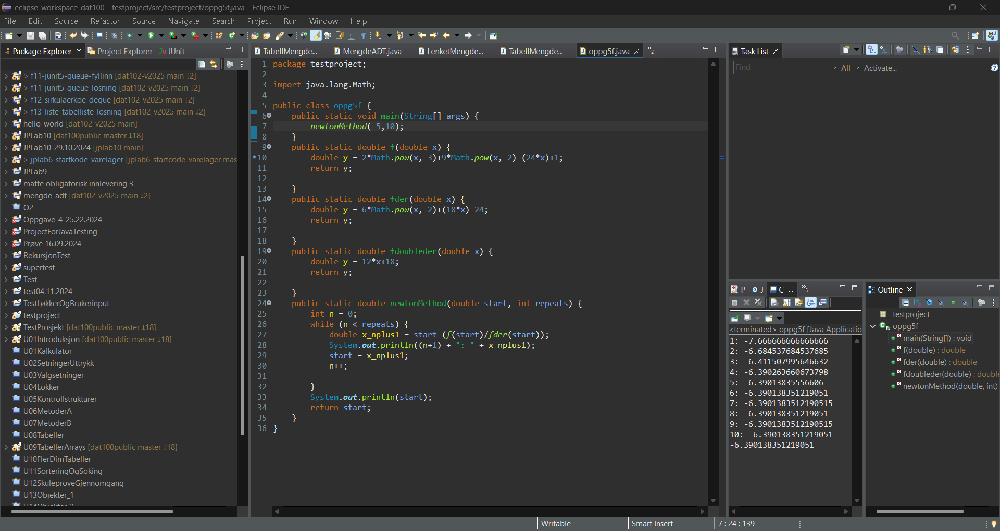 eclipse-workspace-dat100 - testproject/src/testproject/oppg5f.java - Eclipse IDE
File Edit Source Refactor Source Navigate Search Project Run Window Help
Package Explorer Project Explorer JUnit
> f11-junit5-queue-fyllinn [dat102-v2025 main ↓2]
> f11-junit5-queue-losning [dat102-v2025 main ↓2]
> f12-sirkulaerkoe-deque [dat102-v2025 main ↓2]
> f13-liste-tabelliste-losning [dat102-v2025 main ↓2]
hello-world [dat102-v2025 main]
JPLab10 [dat100public master ↓18]
JPLab10-29.10.2024 [jplab10 main]
> jplab6-startkode-varelager [jplab6-startcode-varelager mas
JPLab9
matte obligatorisk innlevering 3
mengde-adt [dat102-v2025 main ↓2]
O2
Oppgave-4-25.22.2024
ProjectForJavaTesting
Prøve 16.09.2024
RekursjonTest
supertest
Test
test04.11.2024
TestLøkkerOgBrukerinput
testproject
TestProsjekt [dat100public master ↓18]
U01Introduksjon [dat100public master ↓18]
U01Kalkulator
U02SetningerUttrykk
U03Valgsetninger
U04Lokker
U05Kontrollstrukturer
U06MetoderA
U07MetoderB
U08Tabeller
U09TabellerArrays [dat100public master ↓18]
U10FlerDimTabeller
U11SorteringOgSoking
U12SkuleproveGjennomgang
U13Objekter_1
TabellMengde... MengdeADT.java LenketMengde... TabellMengde... oppg5f.java »2
1 package testproject;
2
3 import java.lang.Math;
4
5 public class oppg5f {
6 public static void main(String[] args) {
7 newtonMethod(-5,10);
8 }
9 public static double f(double x) {
10 double y = 2*Math.pow(x, 3)+9*Math.pow(x, 2)-(24*x)+1;
11 return y;
12
13 }
14 public static double fder(double x) {
15 double y = 6*Math.pow(x, 2)+(18*x)-24;
16 return y;
17
18 }
19 public static double fdoubleder(double x) {
20 double y = 12*x+18;
21 return y;
22
23 }
24 public static double newtonMethod(double start, int repeats) {
25 int n = 0;
26 while (n < repeats) {
27 double x_nplus1 = start-(f(start)/fder(start));
28 System.out.println((n+1) + ": " + x_nplus1);
29 start = x_nplus1;
30 n++;
31
32 }
33 System.out.println(start);
34 return start;
35 }
36 }
Task List
Find All Activate...
P J C »5
<terminated> oppg5f [Java Applicatio
1: -7.666666666666666
2: -6.684537684537685
3: -6.411507995646632
4: -6.390263660673798
5: -6.39013835556606
6: -6.390138351219051
7: -6.3901383512190515
8: -6.390138351219051
9: -6.3901383512190515
10: -6.390138351219051
-6.390138351219051
Outline
testproject
oppg5f
main(String[]) : void
f(double) : double
fder(double) : double
fdoubleder(double) : double
newtonMethod(double, int)
Writable Smart Insert 7 : 24 : 139